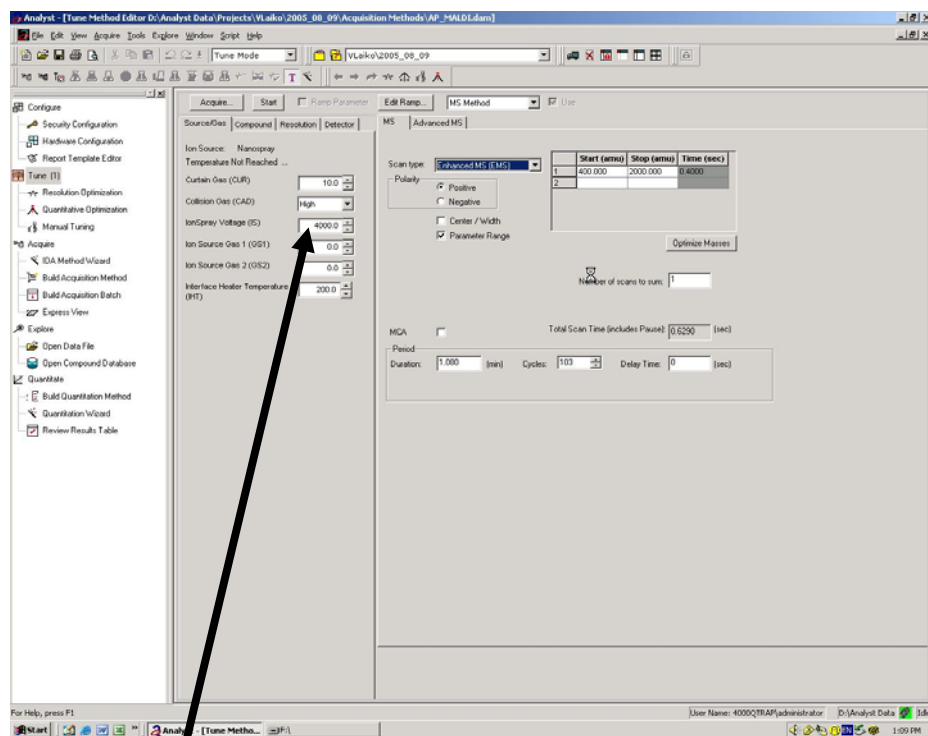 Analyst - [Tune Method Editor D:\Analyst Data\Projects\VLaiko\2005_08_09\Acquisition Methods\AP_MALDI.dam]
File Edit View Acquire Tools Explore Window Script Help
Tune Mode VLaiko\2005_08_09
Configure
Security Configuration
Hardware Configuration
Report Template Editor
Tune (1)
Resolution Optimization
Quantitative Optimization
Manual Tuning
Acquire
IDA Method Wizard
Build Acquisition Method
Build Acquisition Batch
Express View
Explore
Open Data File
Open Compound Database
Quantitate
Build Quantitation Method
Quantitation Wizard
Review Results Table
Acquire... Start Ramp Parameter Edit Ramp... MS Method Use
Source/Gas Compound Resolution Detector
Ion Source: Nanospray
Temperature Not Reached ...
Curtain Gas (CUR) 10.0
Collision Gas (CAD) High
IonSpray Voltage (IS) 4000.0
Ion Source Gas 1 (GS1) 0.0
Ion Source Gas 2 (GS2) 0.0
Interface Heater Temperature (IHT) 200.0
MS Advanced MS
Scan type: Enhanced MS (EMS)
Polarity
Positive
Negative
Center / Width
Parameter Range
Start (amu) Stop (amu) Time (sec)
1 400.000 2000.000 0.4000
2
Optimize Masses
Number of scans to sum: 1
MCA Total Scan Time (includes Pause): 0.6290 (sec)
Period
Duration: 1.080 (min) Cycles: 103 Delay Time: 0 (sec)
For Help, press F1
User Name: 4000QTRAP\administrator D:\Analyst Data Idle
Start Analyst - [Tune Metho... F:\ EN 1:09 PM